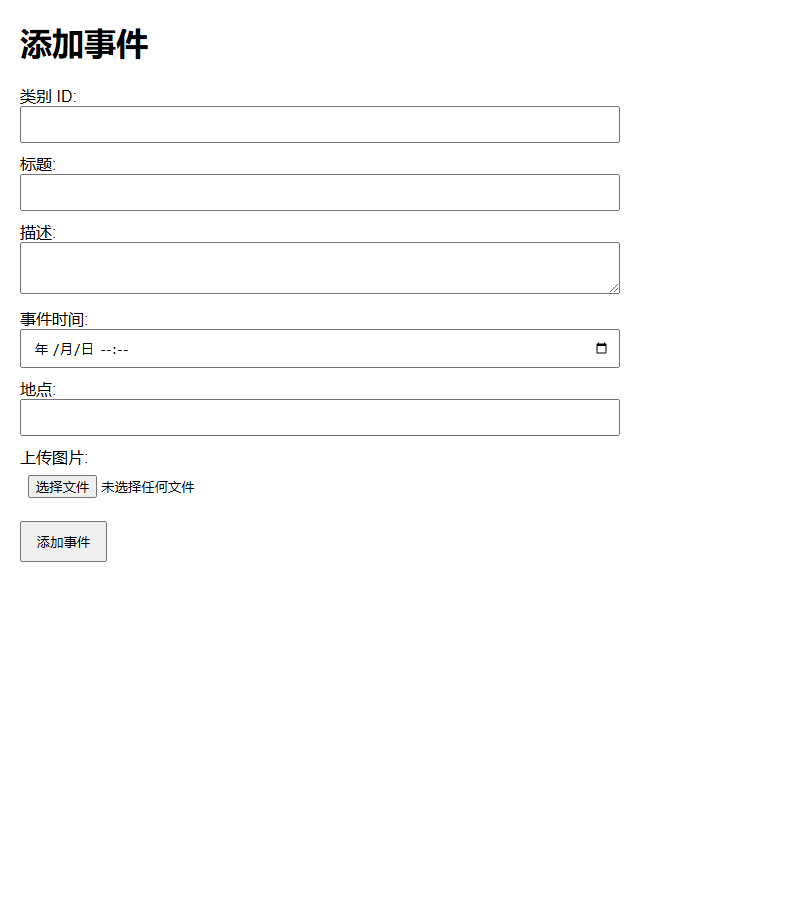 添加事件
类别 ID:
标题:
描述:
事件时间:
年 /月/日 --:--
地点:
上传图片:
选择文件 未选择任何文件
添加事件